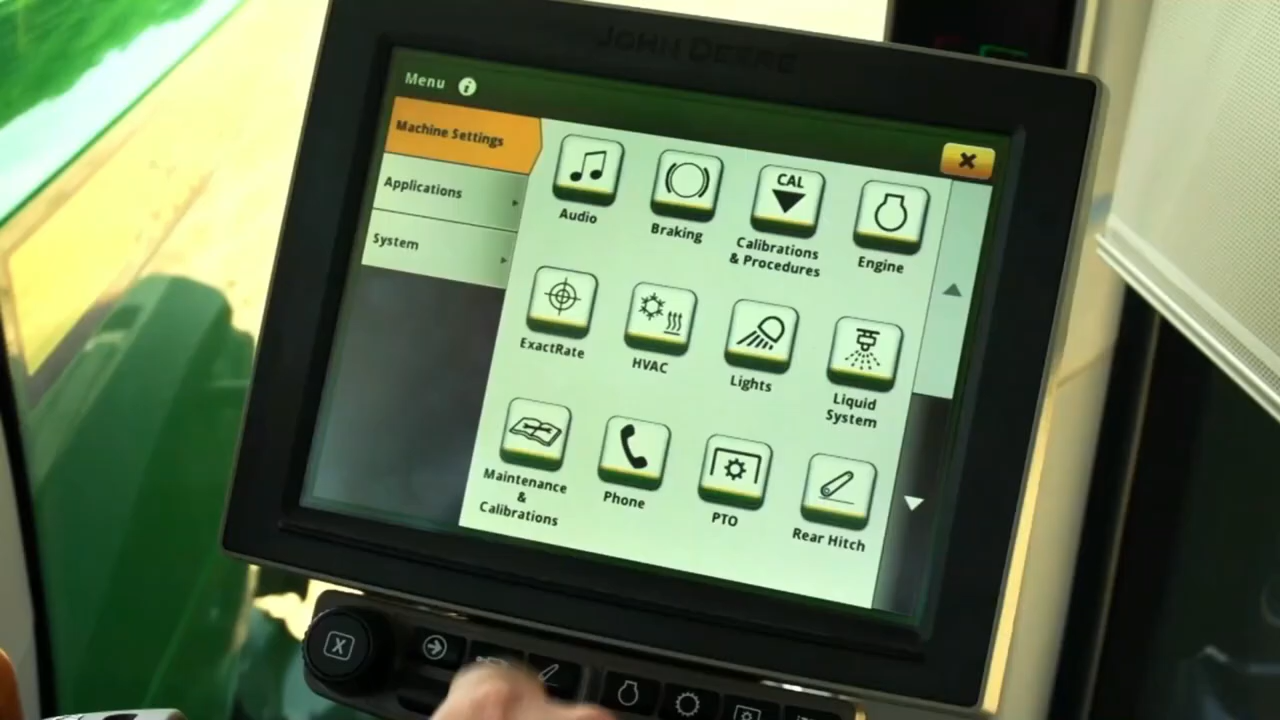 JOHN DEERE
Menu i
Machine Settings
Applications
System
Audio
Braking
CAL
Calibrations
& Procedures
Engine
ExactRate
HVAC
Lights
Liquid
System
Maintenance
&
Calibrations
Phone
PTO
Rear Hitch
X